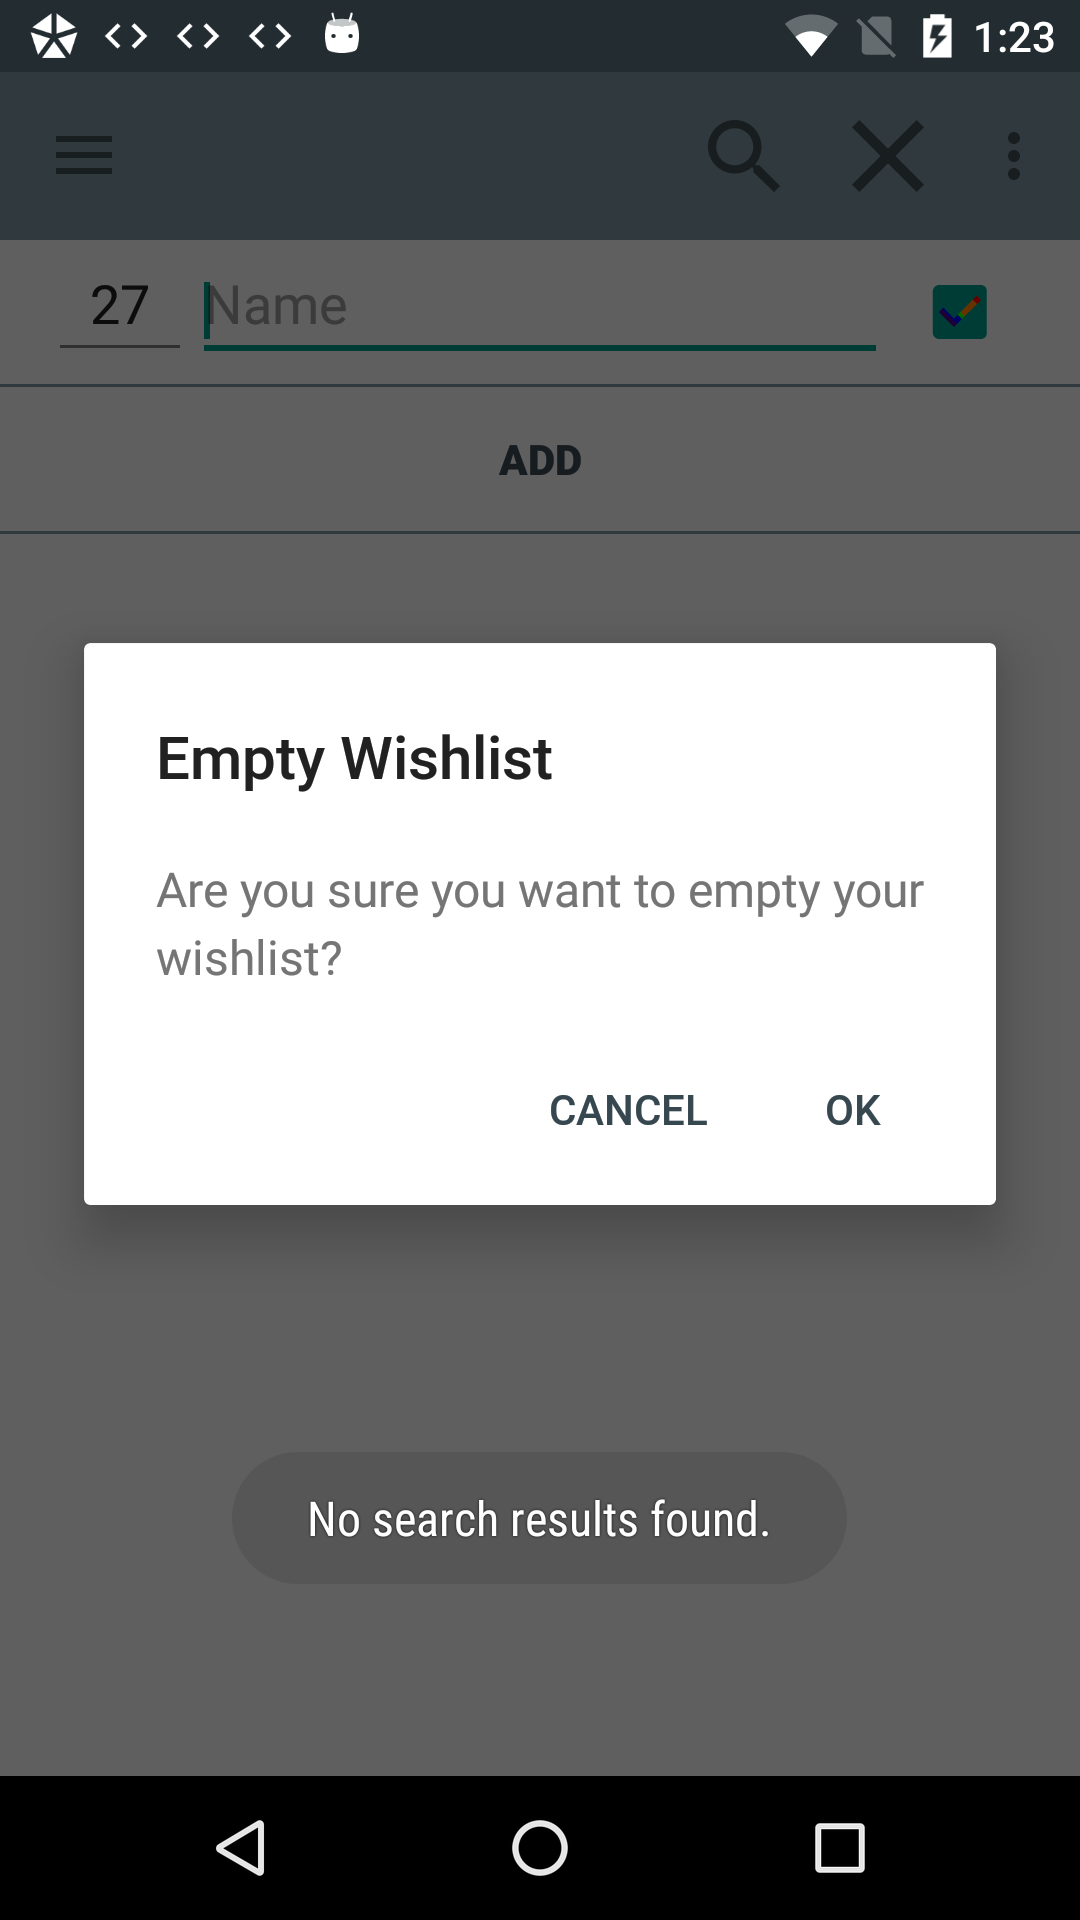 1:23
27 Name
ADD
Empty Wishlist
Are you sure you want to empty your
wishlist?
CANCEL OK
No search results found.